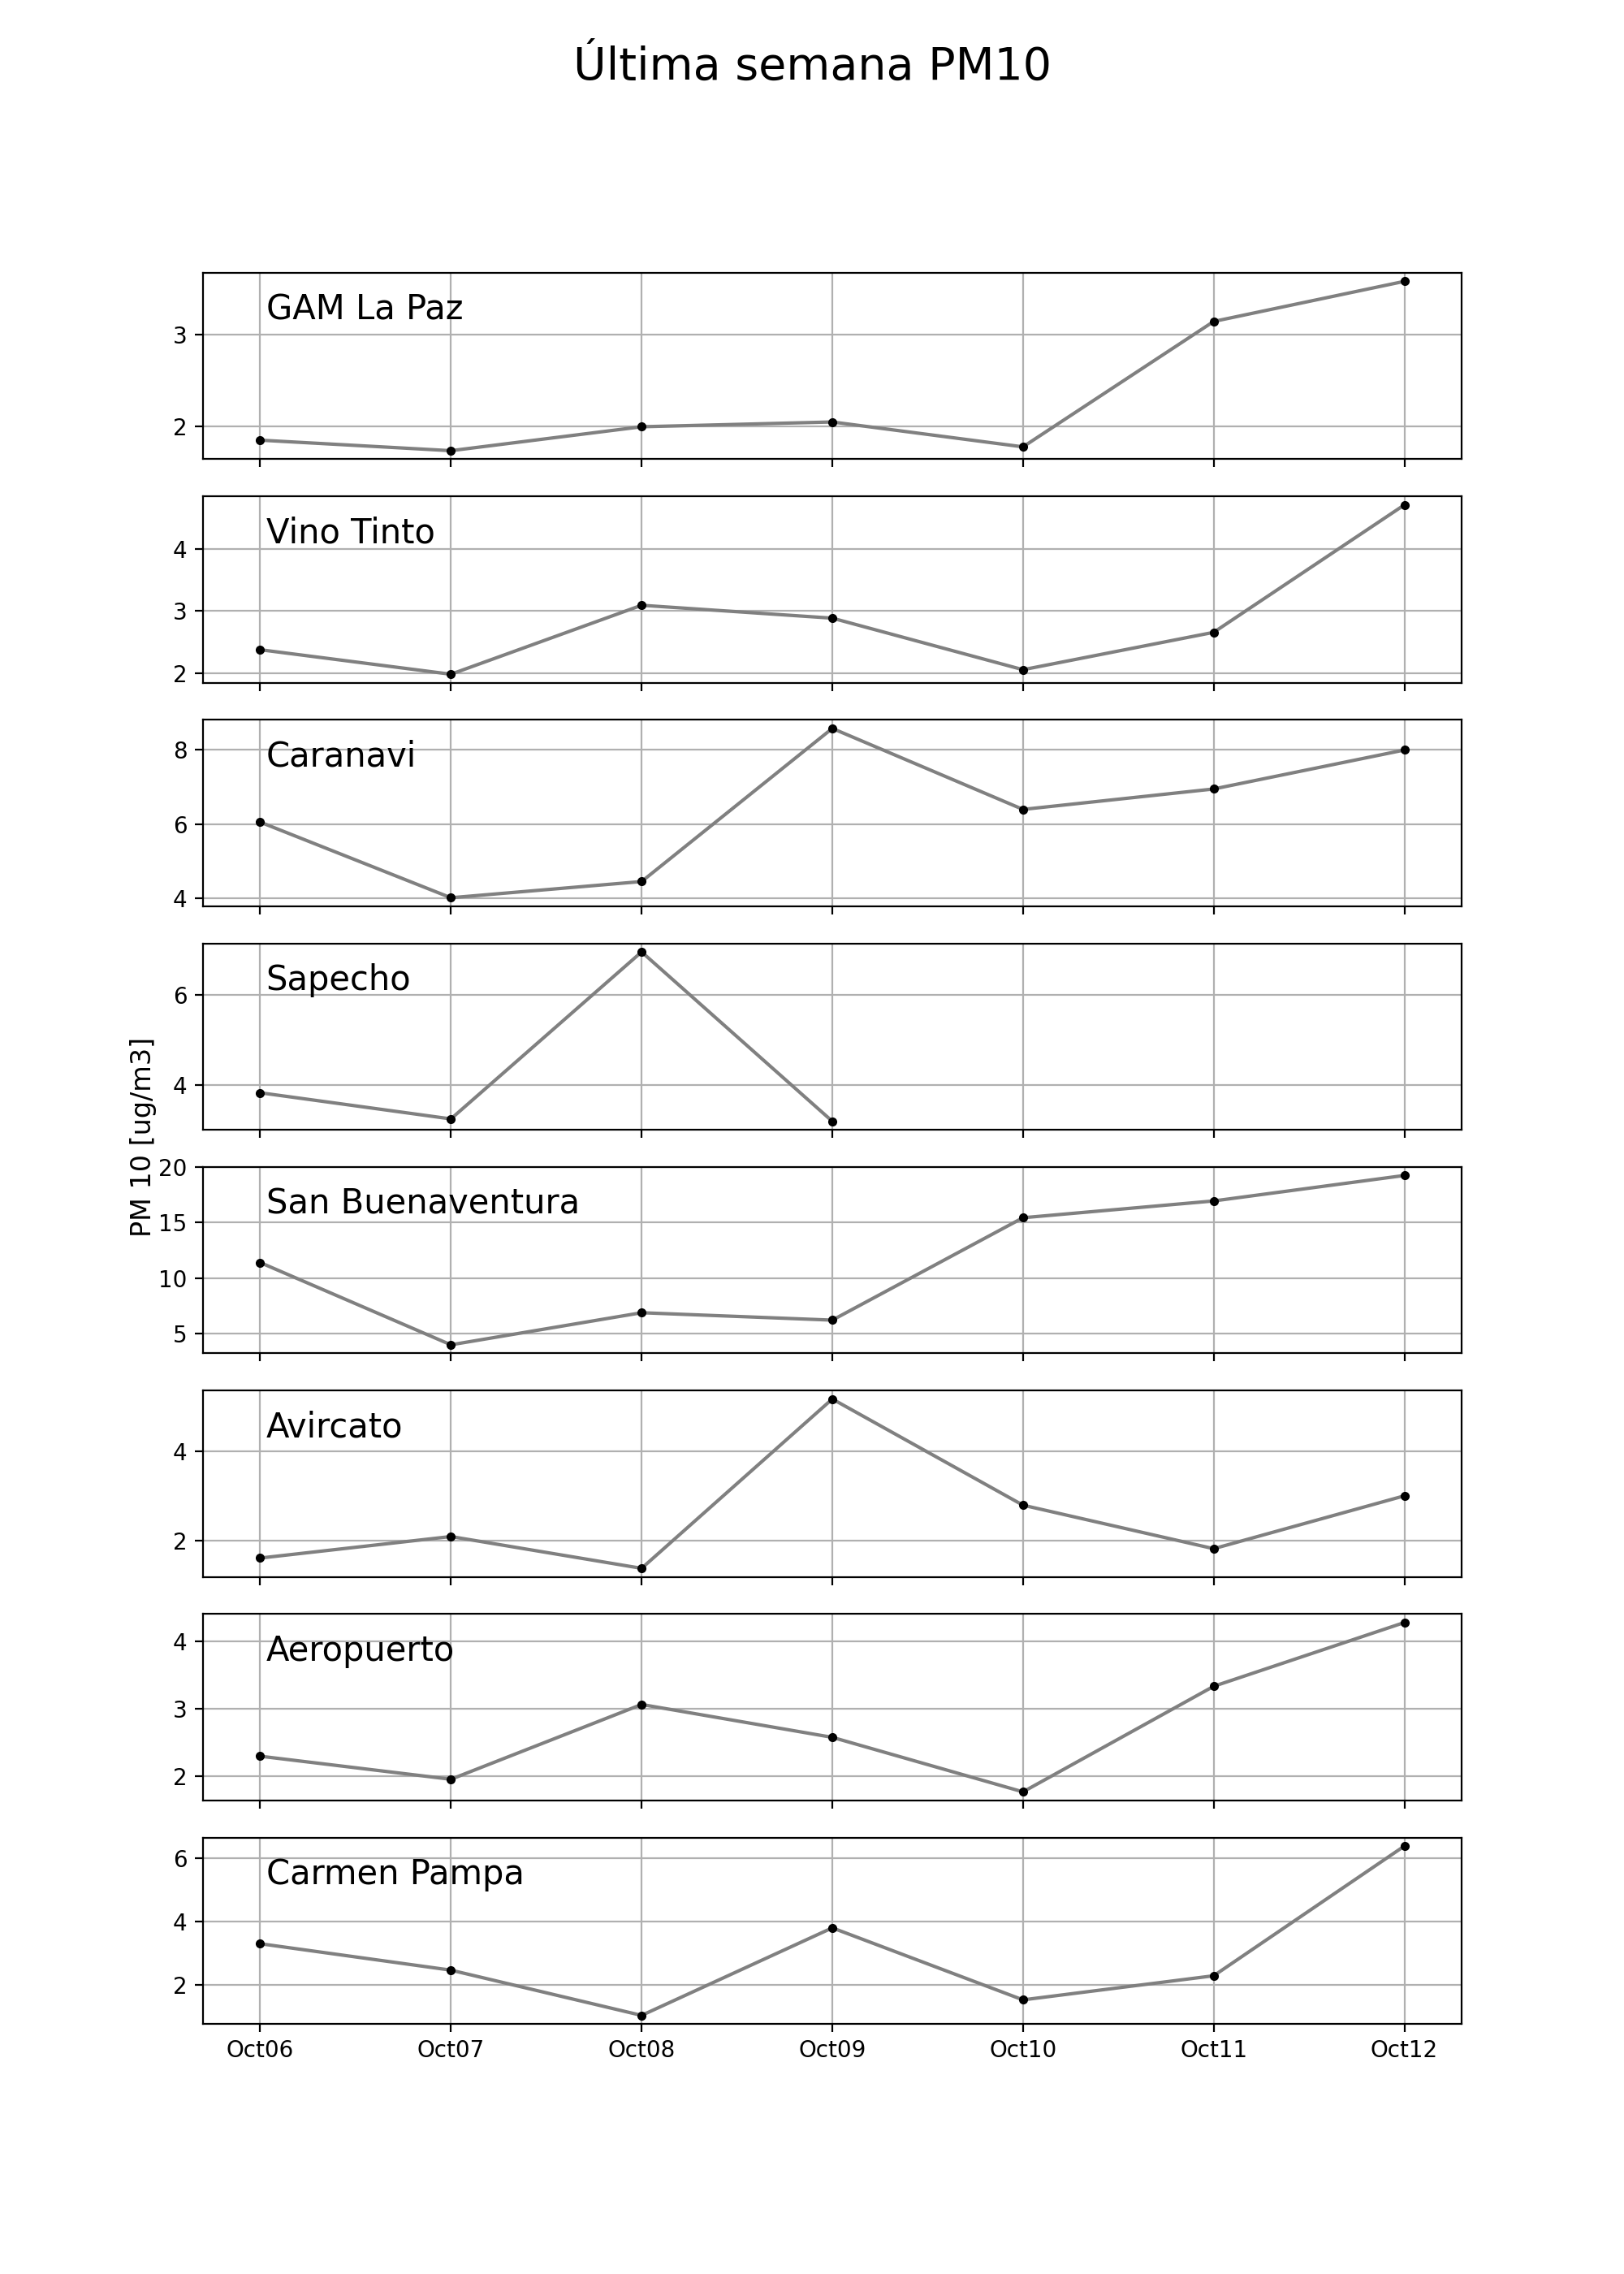 Última semana PM10
GAM La Paz
3
2
Vino Tinto
4
3
2
Caranavi
8
6
4
Sapecho
6
4
PM 10 [ug/m3]
San Buenaventura
20
15
10
5
Avircato
4
2
Aeropuerto
4
3
2
Carmen Pampa
6
4
2
Oct06 Oct07 Oct08 Oct09 Oct10 Oct11 Oct12